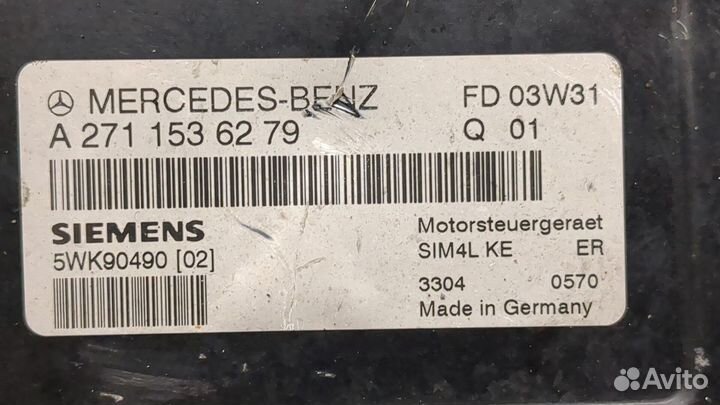 MERCEDES-BENZ FD 03W31
A 271 153 62 79 Q 01
SIEMENS
5WK90490 [02]
Motorsteuergeraet
SIM4L KE ER
3304 0570
Made in Germany
Avito